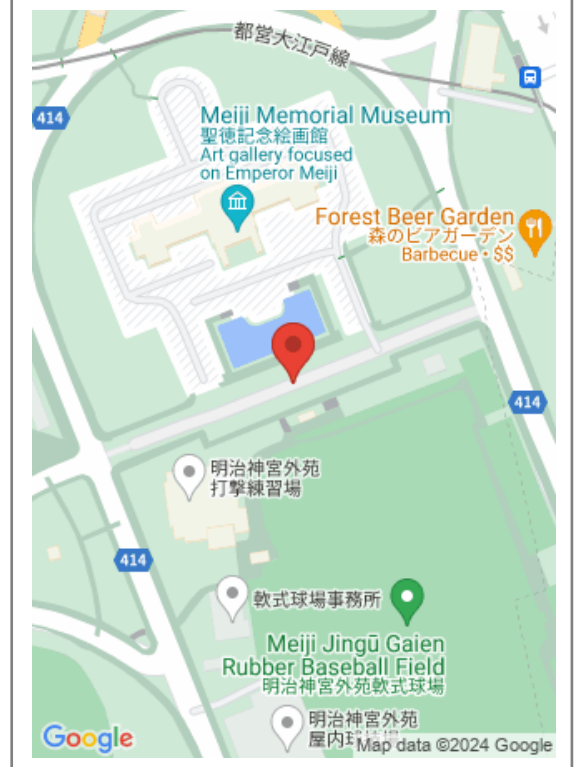 都営大江戸線
414
Meiji Memorial Museum
聖徳記念絵画館
Art gallery focused
on Emperor Meiji
Forest Beer Garden
森のビアガーデン
Barbecue • $$
414
明治神宮外苑
打撃練習場
414
軟式球場事務所
Meiji Jingū Gaien
Rubber Baseball Field
明治神宮外苑軟式球場
明治神宮外苑
屋内球
Google
Map data ©2024 Google